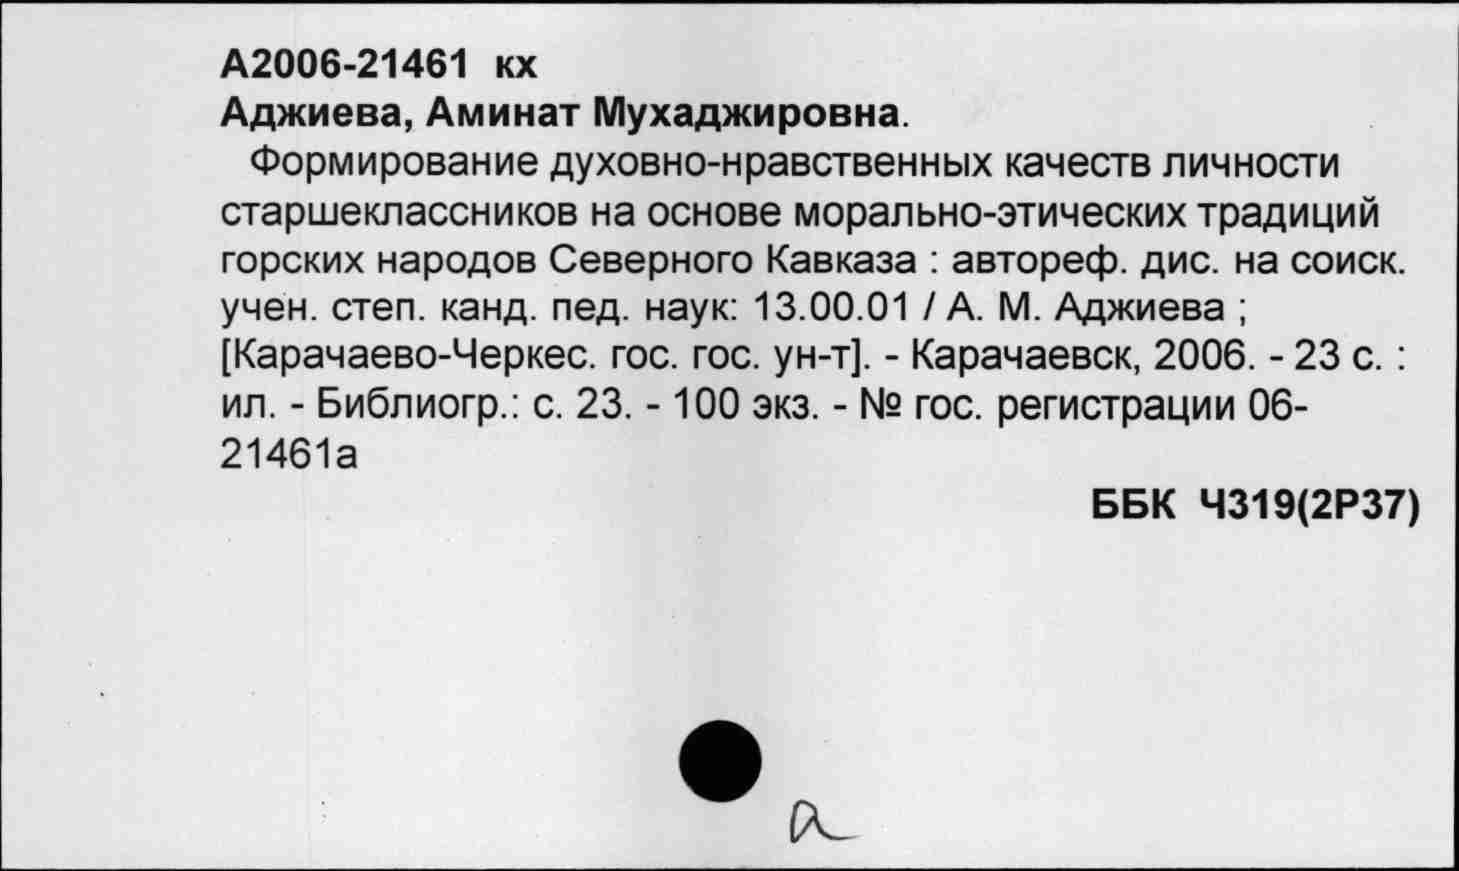 А2006-21461 кх
Аджиева, Аминат Мухаджировна.
Формирование духовно-нравственных качеств личности
старшеклассников на основе морально-этических традиций
горских народов Северного Кавказа : автореф. дис. на соиск.
учен. степ. канд. пед. наук: 13.00.01 / А. М. Аджиева ;
[Карачаево-Черкес. гос. гос. ун-т]. - Карачаевск, 2006. - 23 с. :
ил. - Библиогр.: с. 23. - 100 экз. - № гос. регистрации 06-
21461а
ББК Ч319(2Р37)
а